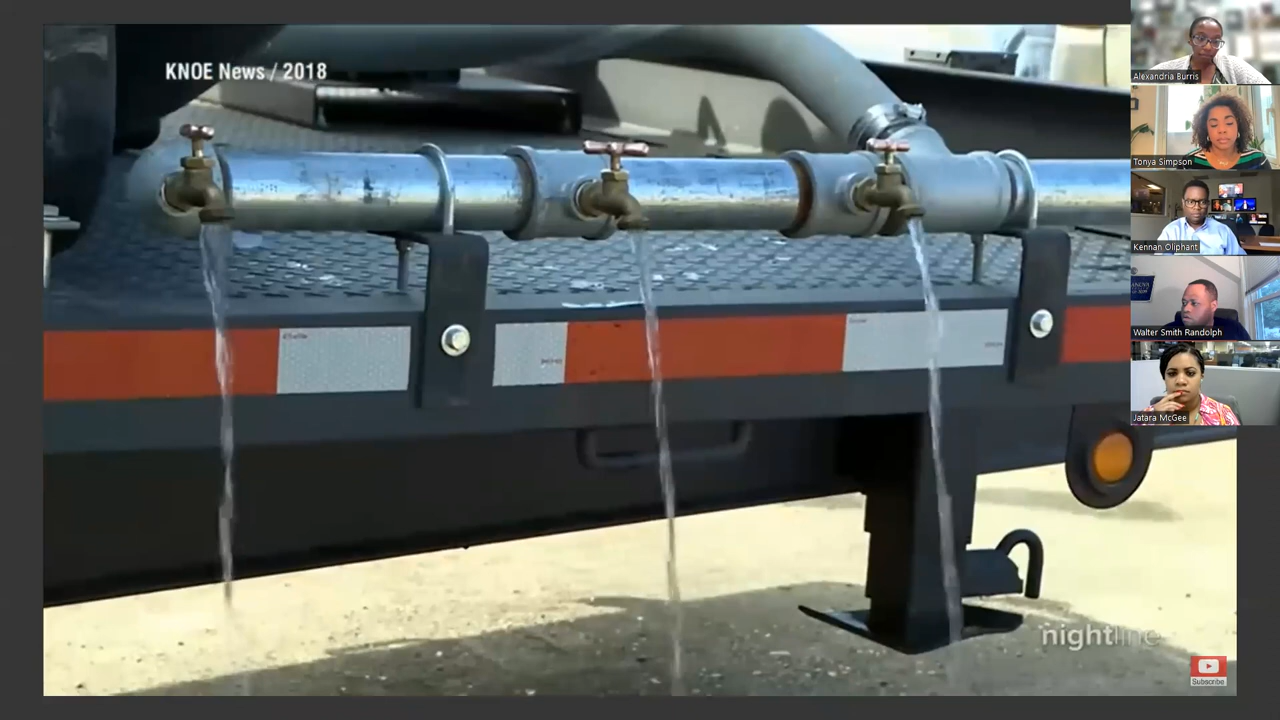 KNOE News / 2018
Alexandria Burris
Tonya Simpson
Kennan Oliphant
Walter Smith Randolph
Jatara McGee
nightline
Subscribe